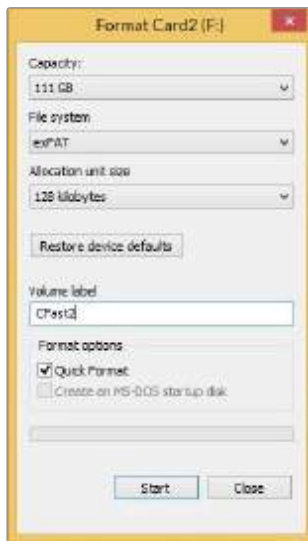 Format Card2 (F:)
Capacity:
111 GB
File system
exFAT
Allocation unit size
128 kilobytes
Restore device defaults
Volume label
CFast2
Format options
Quick Format
Create an MS-DOS startup disk
Start
Close